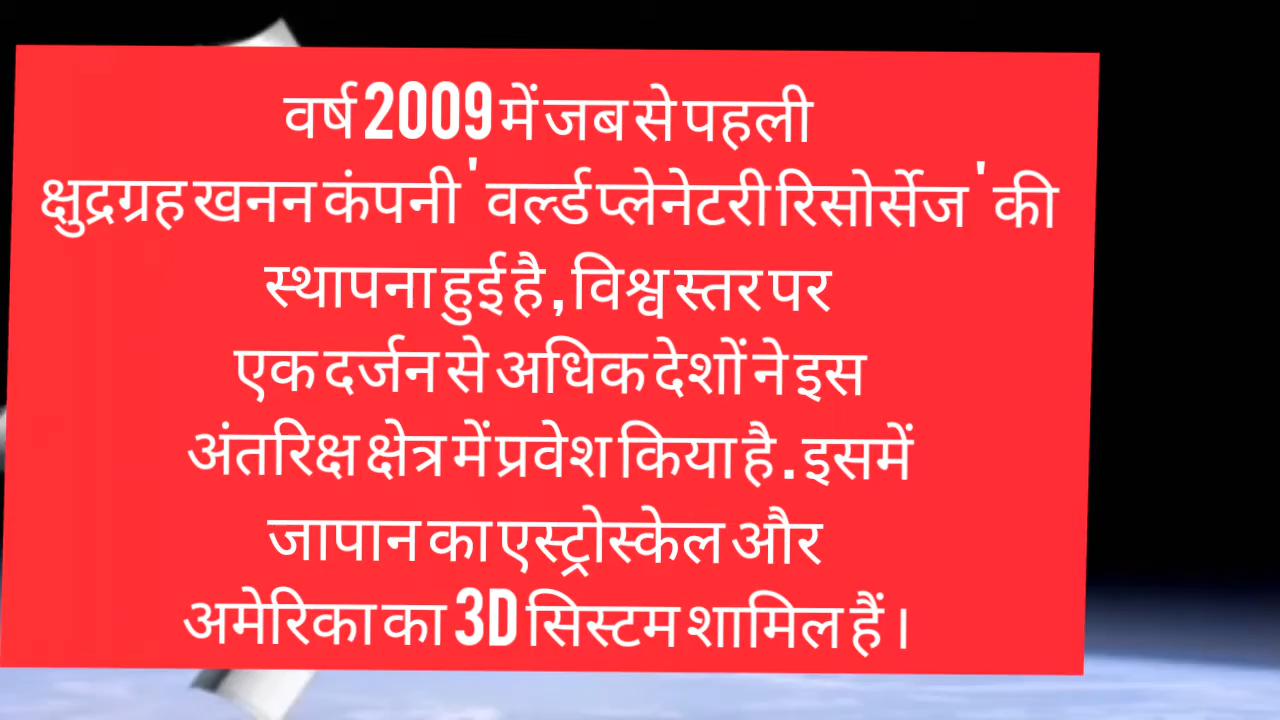 वर्ष 2009 में जब से पहली
क्षुद्रग्रह खनन कंपनी ' वर्ल्ड प्लेनेटरी रिसोर्सेज ' की
स्थापना हुई है , विश्व स्तर पर
एक दर्जन से अधिक देशों ने इस
अंतरिक्ष क्षेत्र में प्रवेश किया है . इसमें
जापान का एस्ट्रोस्केल और
अमेरिका का 3D सिस्टम शामिल हैं ।